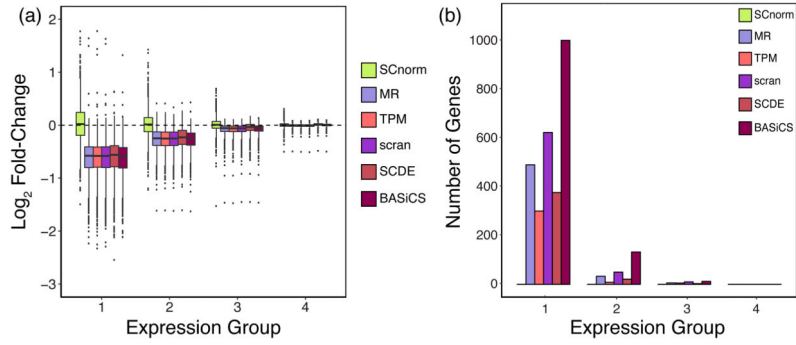 (a)
2
1
0
−1
−2
−3
Log2 Fold-Change
1 2 3 4
Expression Group
SCnorm
MR
TPM
scran
SCDE
BASiCS
(b)
1000
800
600
400
200
0
Number of Genes
1 2 3 4
Expression Group
SCnorm
MR
TPM
scran
SCDE
BASiCS